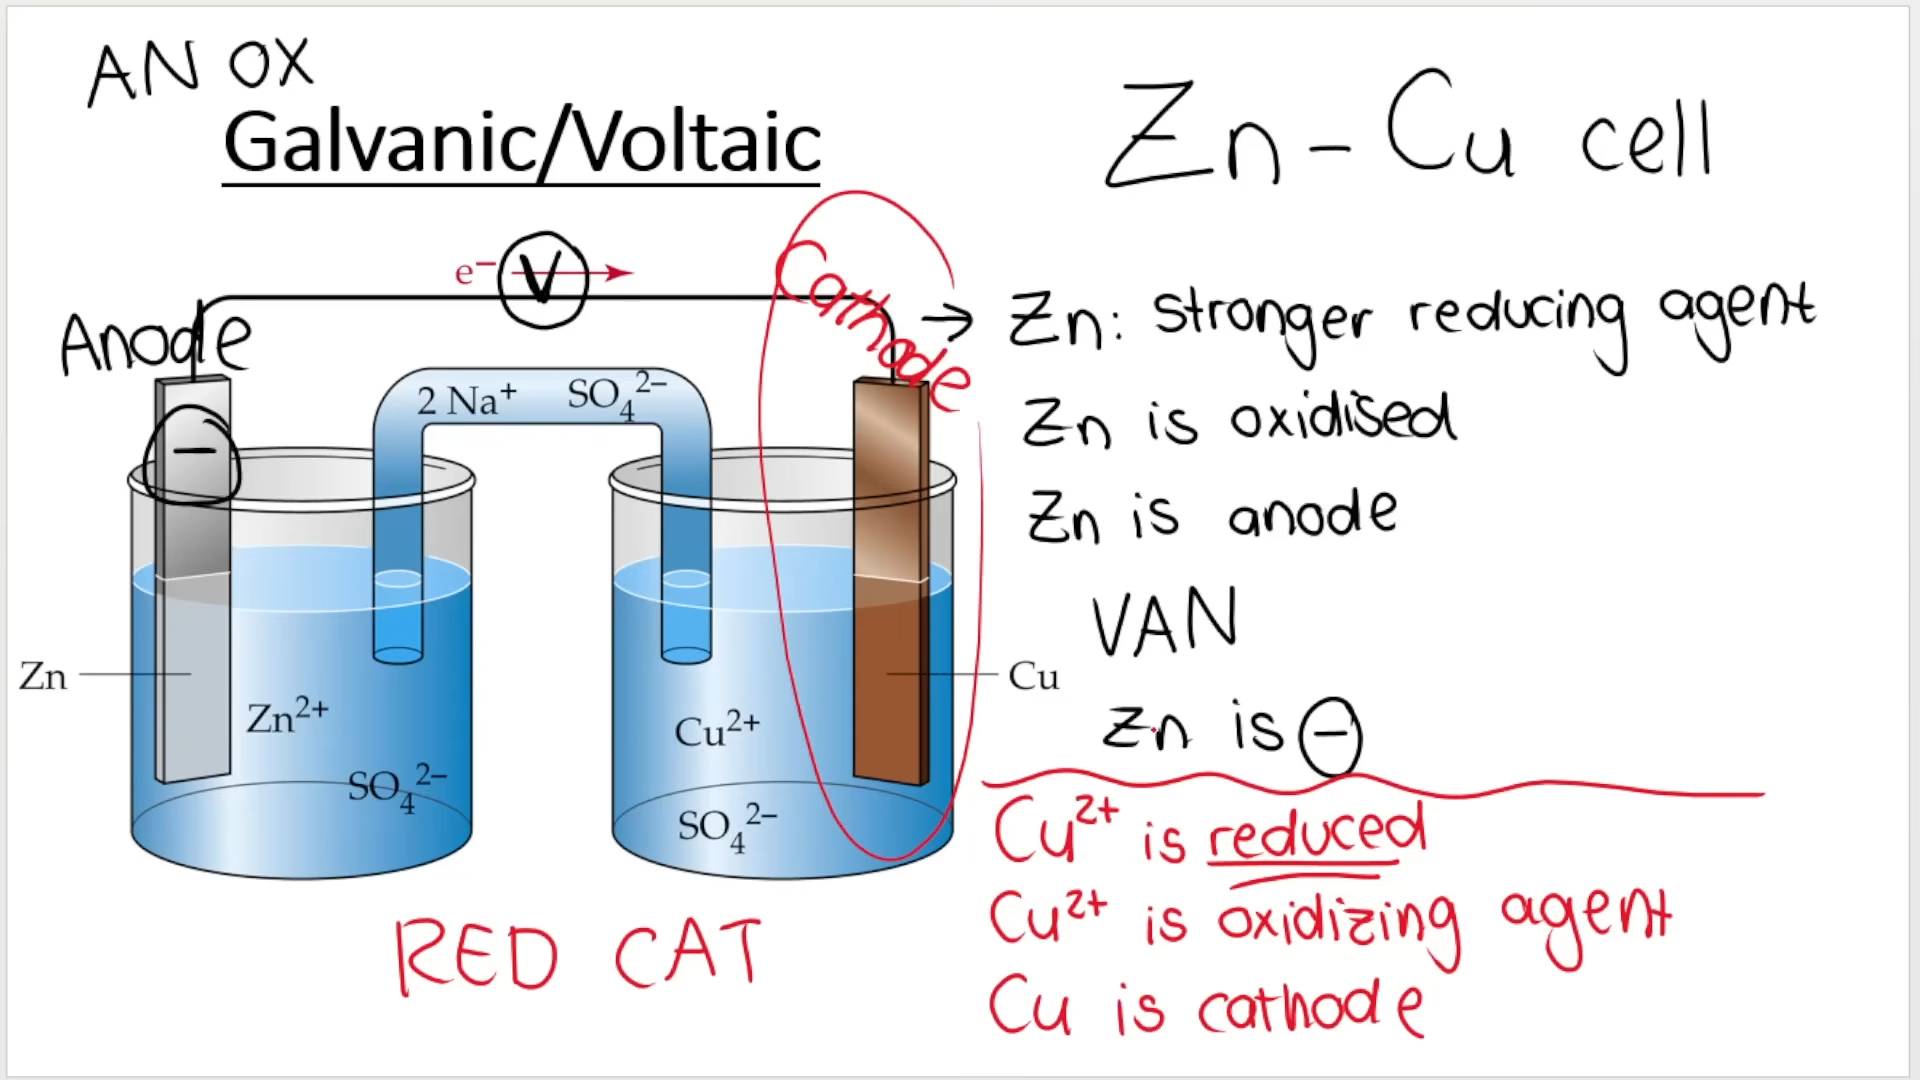 AN OX
Galvanic/Voltaic
Zn - Cu cell
e⁻ V
Anode
Cathode
→ Zn: stronger reducing agent
2 Na⁺ SO₄²⁻
Zn is oxidised
−
Zn is anode
VAN
Zn
Cu
Zn²⁺
Cu²⁺
Zn is −
SO₄²⁻
SO₄²⁻
Cu²⁺ is reduced
Cu²⁺ is oxidizing agent
RED CAT
Cu is cathode